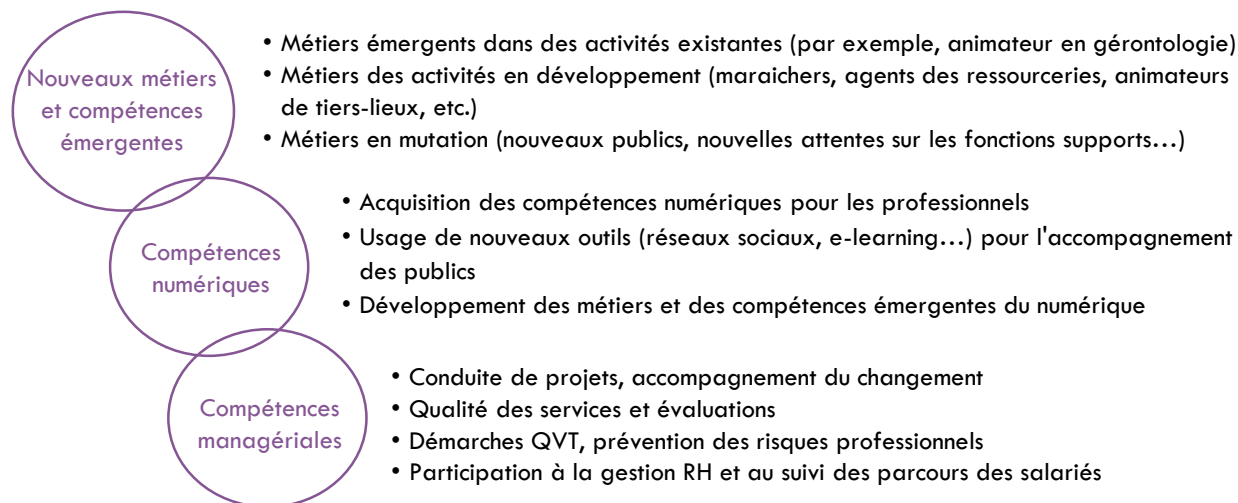 Nouveaux métiers
et compétences
émergentes
• Métiers émergents dans des activités existantes (par exemple, animateur en gérontologie)
• Métiers des activités en développement (maraichers, agents des ressourceries, animateurs
de tiers-lieux, etc.)
• Métiers en mutation (nouveaux publics, nouvelles attentes sur les fonctions supports…)
Compétences
numériques
• Acquisition des compétences numériques pour les professionnels
• Usage de nouveaux outils (réseaux sociaux, e-learning…) pour l'accompagnement
des publics
• Développement des métiers et des compétences émergentes du numérique
Compétences
managériales
• Conduite de projets, accompagnement du changement
• Qualité des services et évaluations
• Démarches QVT, prévention des risques professionnels
• Participation à la gestion RH et au suivi des parcours des salariés